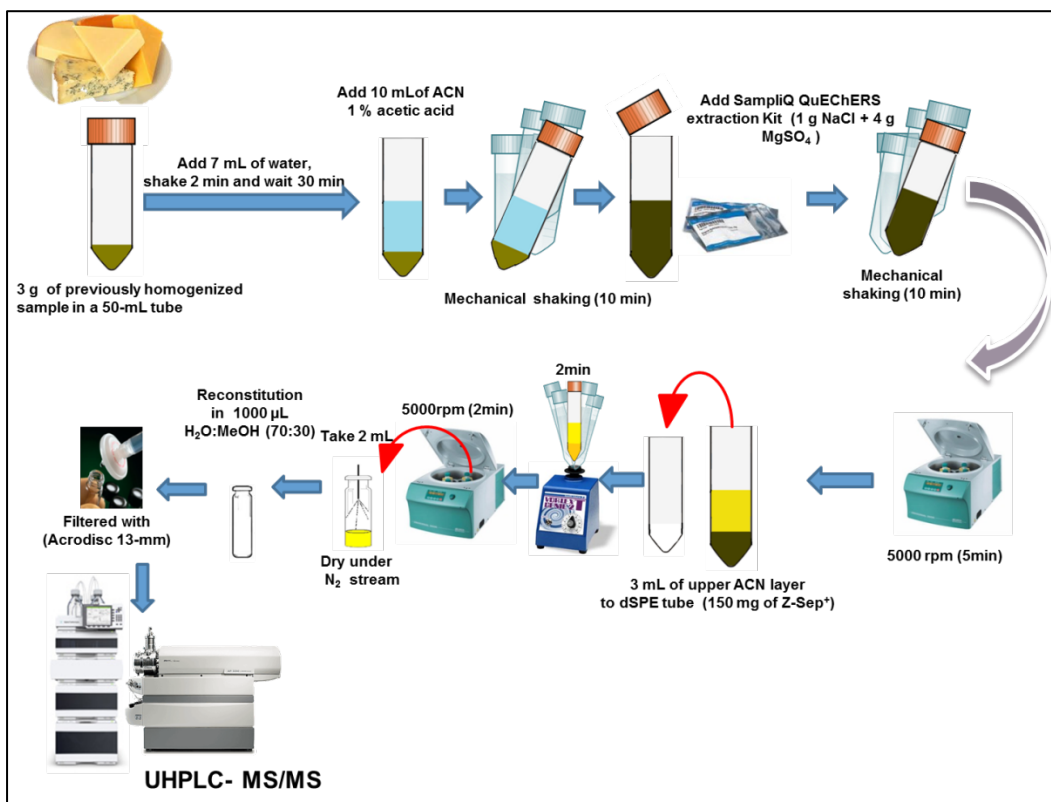 Add 10 mLof ACN
1 % acetic acid
Add SampliQ QuEChERS
extraction Kit (1 g NaCl + 4 g
MgSO₄ )
Add 7 mL of water,
shake 2 min and wait 30 min
3 g of previously homogenized
sample in a 50-mL tube
Mechanical shaking (10 min)
Mechanical
shaking (10 min)
5000 rpm (5min)
3 mL of upper ACN layer
to dSPE tube (150 mg of Z-Sep⁺)
2min
5000rpm (2min)
Take 2 mL
Dry under
N₂ stream
Reconstitution
in 1000 µL
H₂O:MeOH (70:30)
Filtered with
(Acrodisc 13-mm)
UHPLC- MS/MS